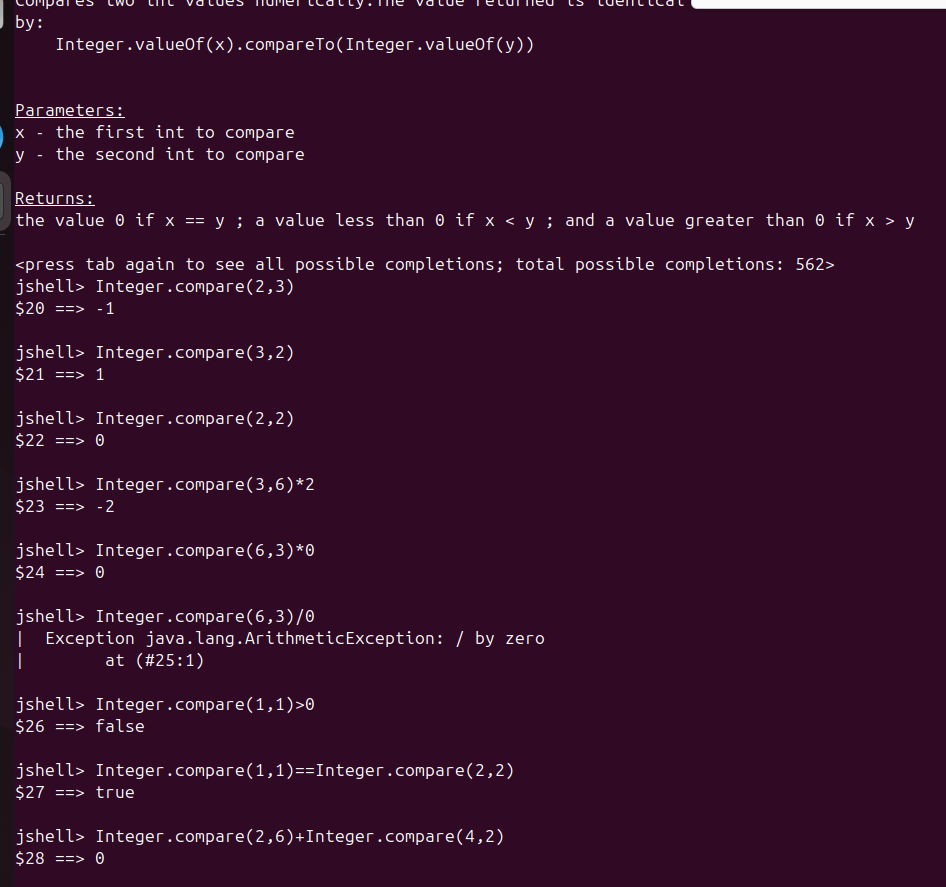 Compares two int values numerically.The value returned is identical
by:
    Integer.valueOf(x).compareTo(Integer.valueOf(y))
Parameters:
x - the first int to compare
y - the second int to compare
Returns:
the value 0 if x == y ; a value less than 0 if x < y ; and a value greater than 0 if x > y
<press tab again to see all possible completions; total possible completions: 562>
jshell> Integer.compare(2,3)
$20 ==> -1
jshell> Integer.compare(3,2)
$21 ==> 1
jshell> Integer.compare(2,2)
$22 ==> 0
jshell> Integer.compare(3,6)*2
$23 ==> -2
jshell> Integer.compare(6,3)*0
$24 ==> 0
jshell> Integer.compare(6,3)/0
|  Exception java.lang.ArithmeticException: / by zero
|        at (#25:1)
jshell> Integer.compare(1,1)>0
$26 ==> false
jshell> Integer.compare(1,1)==Integer.compare(2,2)
$27 ==> true
jshell> Integer.compare(2,6)+Integer.compare(4,2)
$28 ==> 0